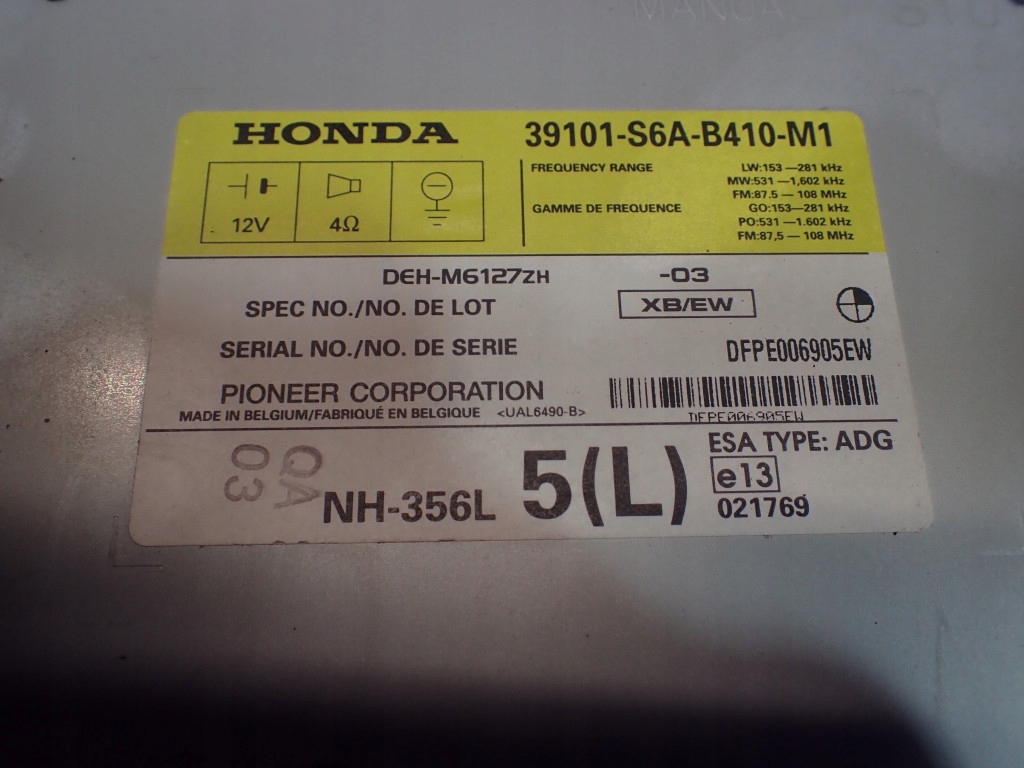 MANUAL
HONDA
39101-S6A-B410-M1
12V
4Ω
FREQUENCY RANGE
LW:153 —281 kHz
MW:531 —1,602 kHz
FM:87.5 — 108 MHz
GAMME DE FREQUENCE
GO:153—281 kHz
PO:531 —1.602 kHz
FM:87,5 — 108 MHz
DEH-M6127ZH -03
SPEC NO./NO. DE LOT XB/EW
SERIAL NO./NO. DE SERIE DFPE006905EW
PIONEER CORPORATION
MADE IN BELGIUM/FABRIQUÉ EN BELGIQUE <UAL6490-B>
DFPE006905EW
QA
03
NH-356L
5(L)
ESA TYPE: ADG
e13
021769